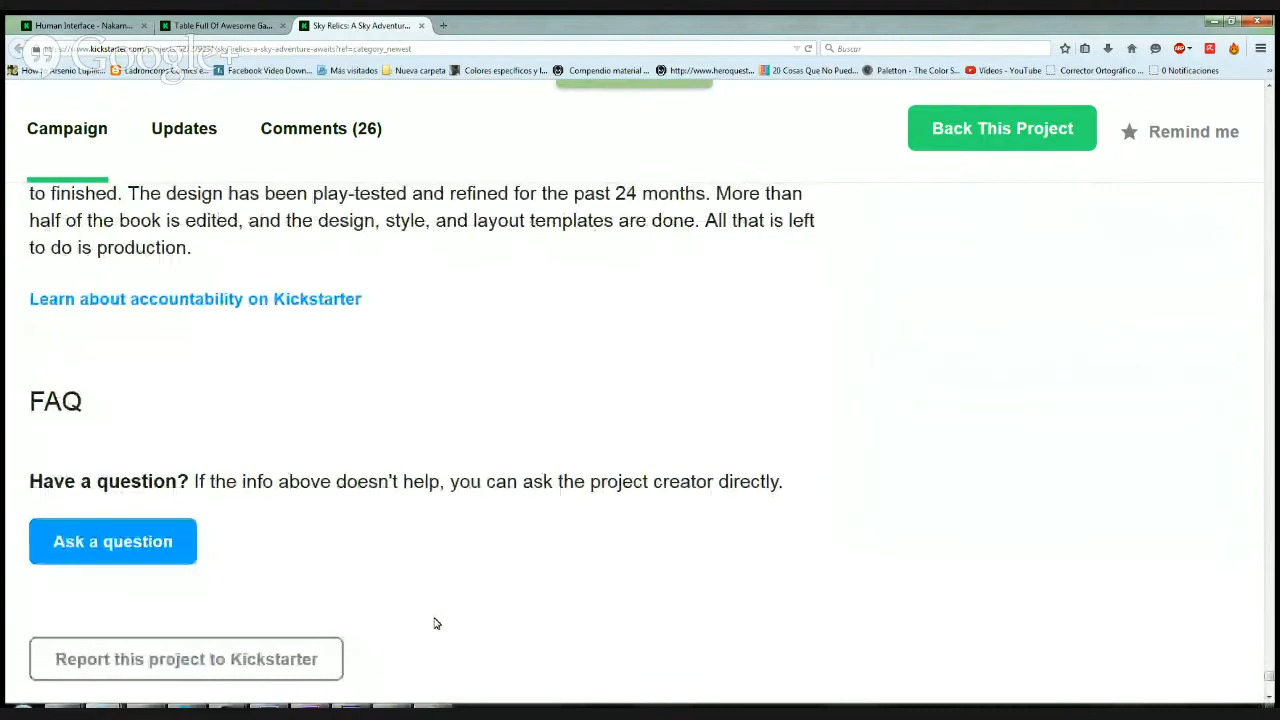 Human Interface - Nakam...
Table Full Of Awesome Ga...
Sky Relics: A Sky Adventur...
Google+
Buscar
Facebook Video Down...
Más visitados
Nueva carpeta
Colores específicos y l...
Compendio material ...
http://www.heroquest...
20 Cosas Que No Pued...
Paletton - The Color S...
Vídeos - YouTube
Corrector Ortográfico ...
0 Notificaciones
Campaign
Updates
Comments (26)
Back This Project
Remind me
to finished. The design has been play-tested and refined for the past 24 months. More than
half of the book is edited, and the design, style, and layout templates are done. All that is left
to do is production.
Learn about accountability on Kickstarter
FAQ
Have a question? If the info above doesn't help, you can ask the project creator directly.
Ask a question
Report this project to Kickstarter